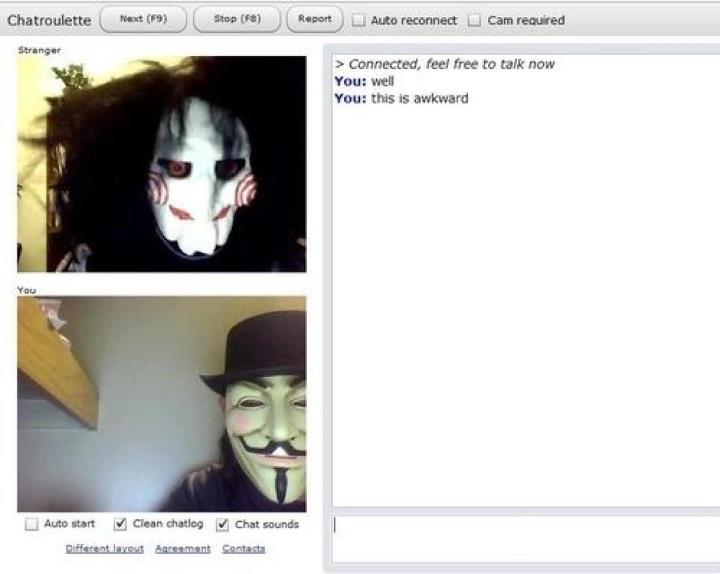 Chatroulette Next (F9) Stop (F8) Report Auto reconnect Cam required
Stranger
> Connected, feel free to talk now
You: well
You: this is awkward
You
Auto start Clean chatlog Chat sounds
Different layout Agreement Contacts